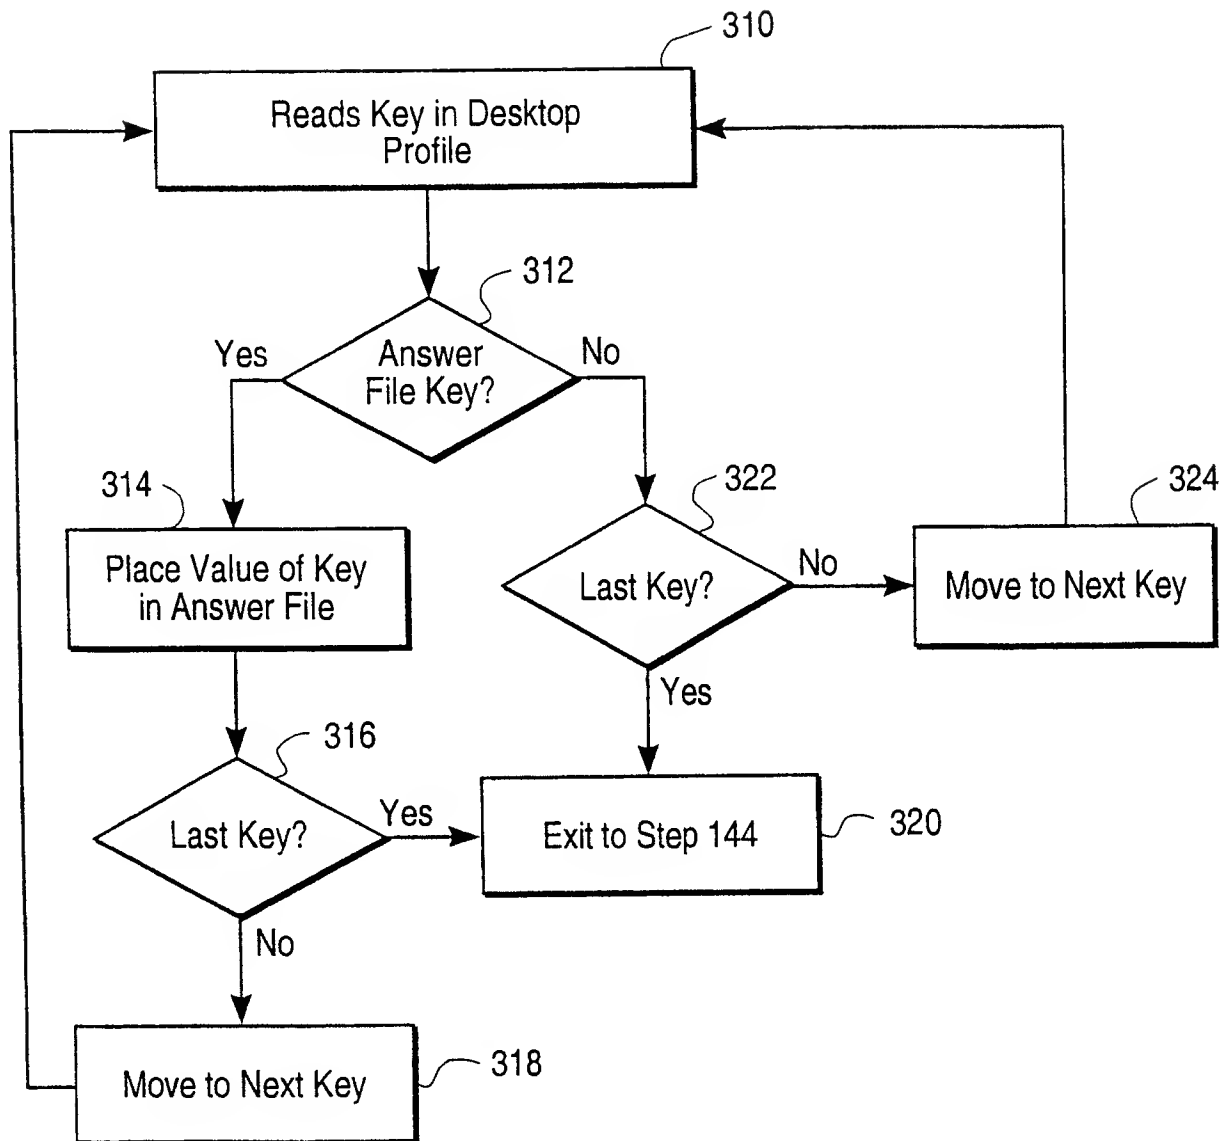 310
Reads Key in Desktop
Profile
312
Yes
Answer
File Key?
No
314
322
324
Place Value of Key
in Answer File
Last Key?
No
Move to Next Key
Yes
316
Last Key?
Yes
Exit to Step 144
320
No
Move to Next Key
318